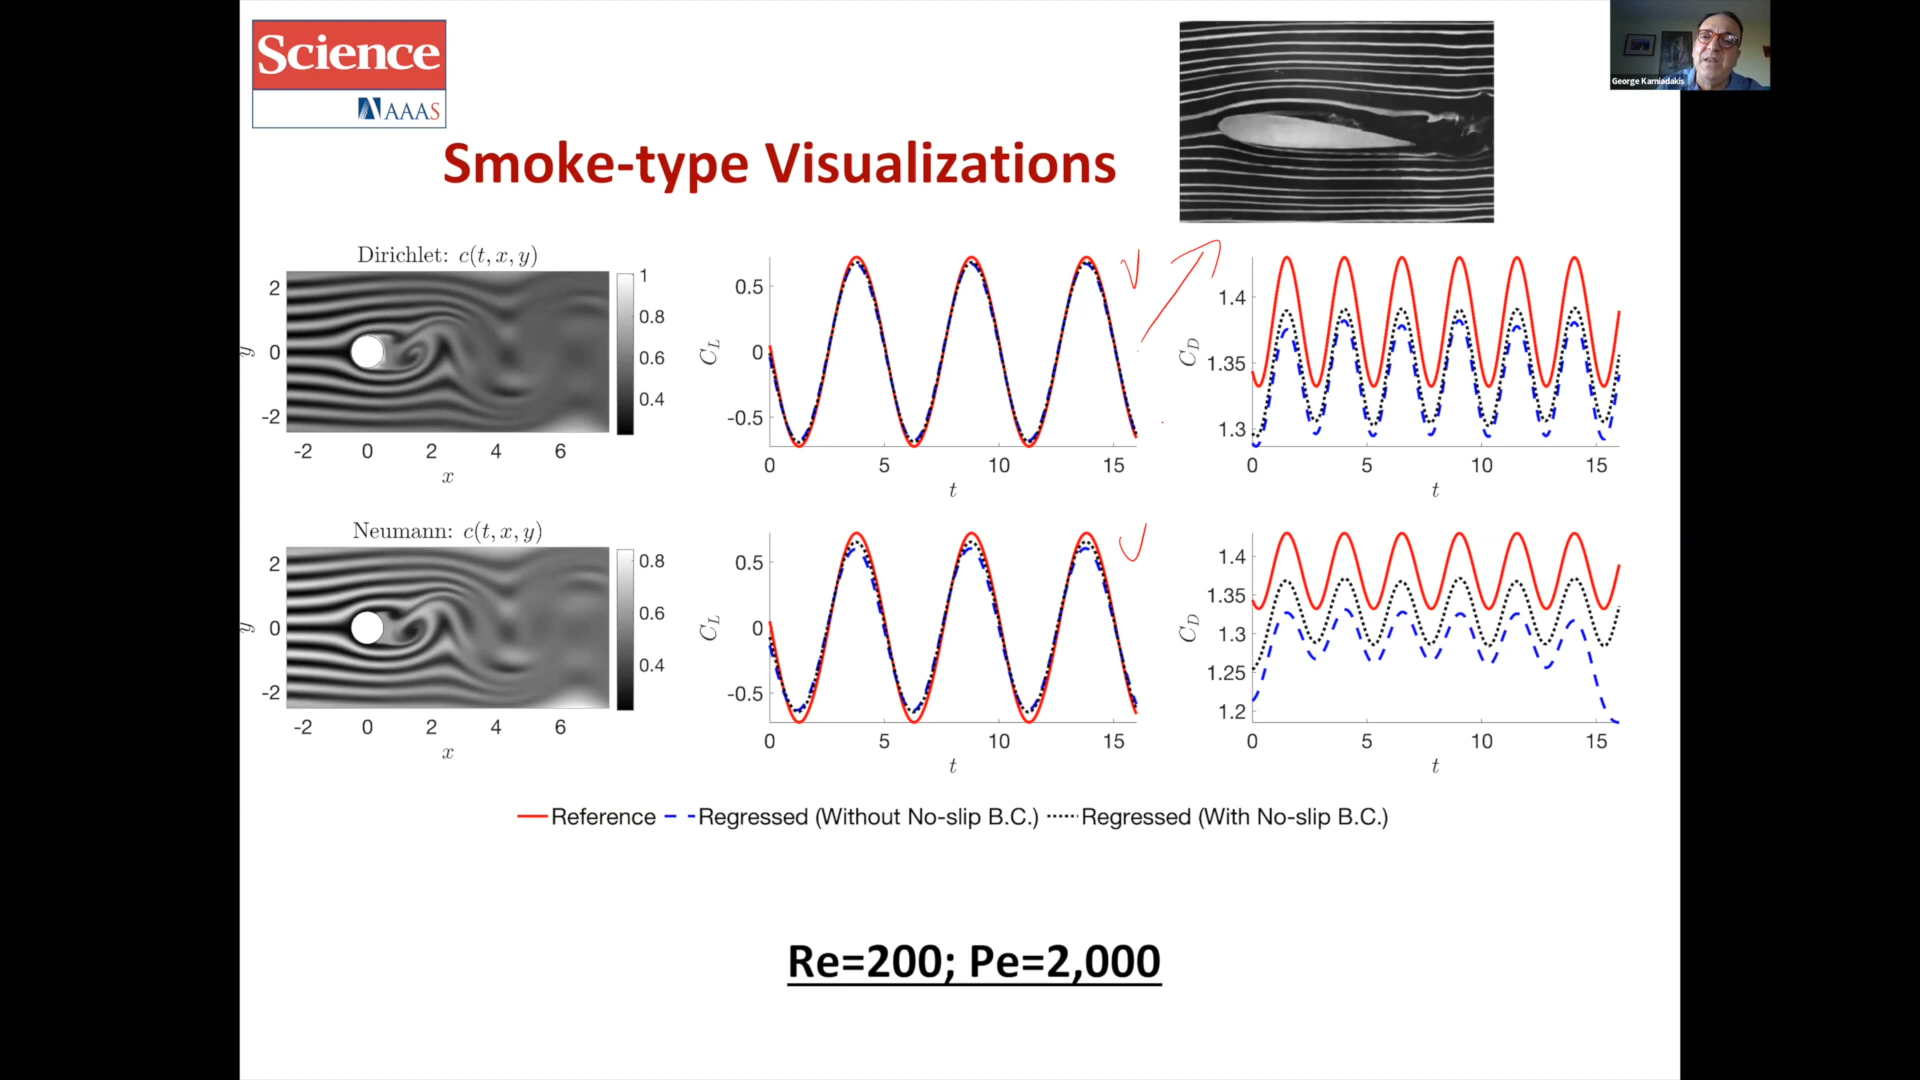 Science
AAAS
George Karniadakis
Smoke-type Visualizations
Dirichlet: c(t, x, y)
2
0
-2
y
-2 0 2 4 6
x
1
0.8
0.6
0.4
0.5
0
-0.5
C_L
0 5 10 15
t
1.4
1.35
1.3
C_D
0 5 10 15
t
Neumann: c(t, x, y)
2
0
-2
y
-2 0 2 4 6
x
0.8
0.6
0.4
0.5
0
-0.5
C_L
0 5 10 15
t
1.4
1.35
1.3
1.25
1.2
C_D
0 5 10 15
t
Reference Regressed (Without No-slip B.C.) Regressed (With No-slip B.C.)
Re=200; Pe=2,000